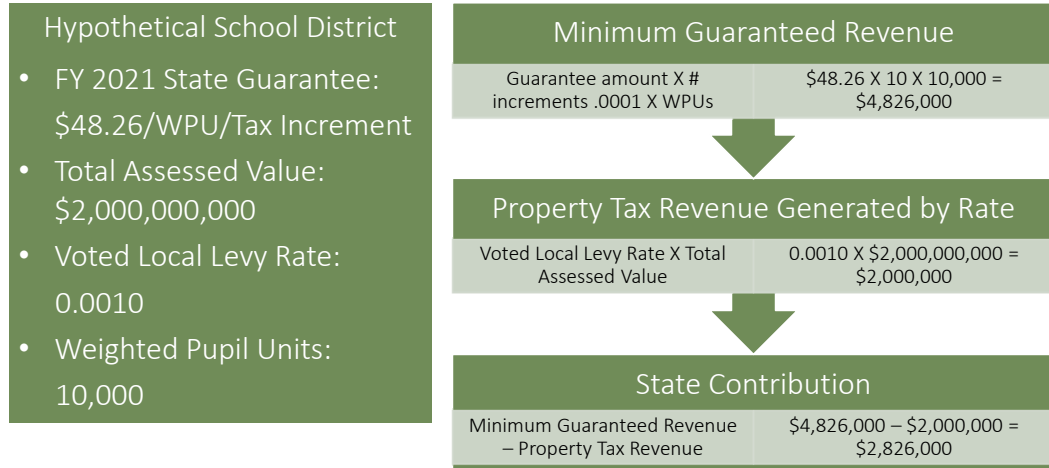 Hypothetical School District
• FY 2021 State Guarantee:
$48.26/WPU/Tax Increment
• Total Assessed Value:
$2,000,000,000
• Voted Local Levy Rate:
0.0010
• Weighted Pupil Units:
10,000
Minimum Guaranteed Revenue
Guarantee amount X #
increments .0001 X WPUs
$48.26 X 10 X 10,000 =
$4,826,000
Property Tax Revenue Generated by Rate
Voted Local Levy Rate X Total
Assessed Value
0.0010 X $2,000,000,000 =
$2,000,000
State Contribution
Minimum Guaranteed Revenue
– Property Tax Revenue
$4,826,000 – $2,000,000 =
$2,826,000